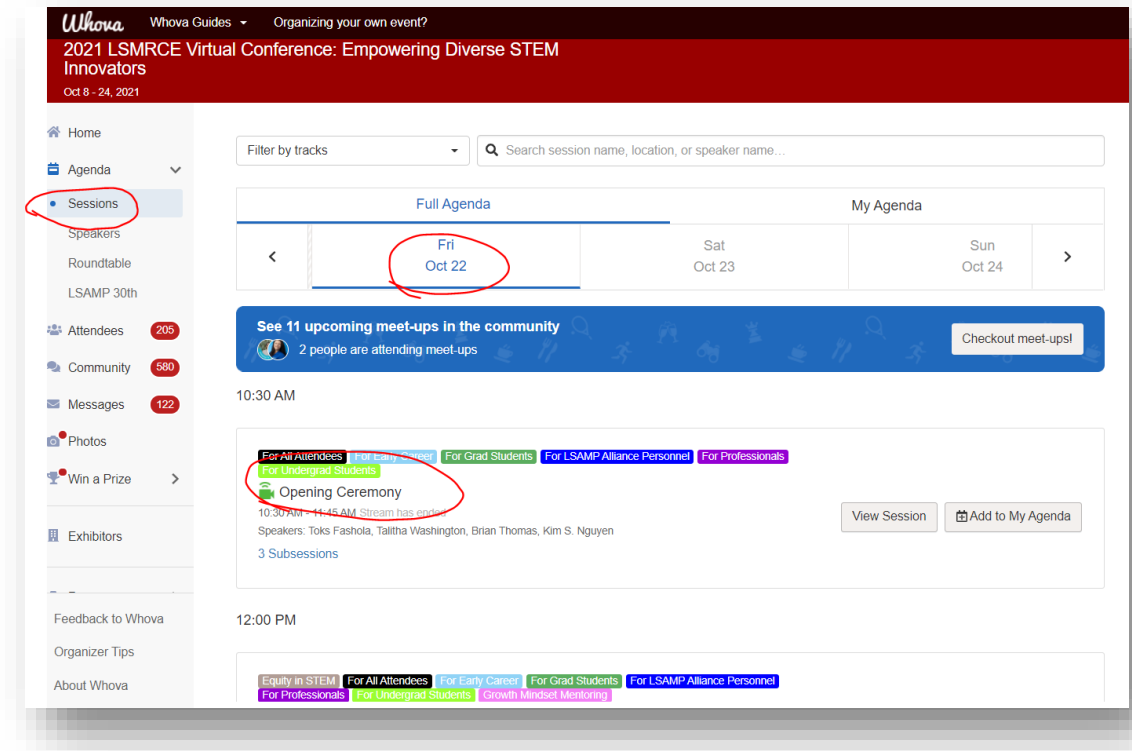 Whova Whova Guides Organizing your own event?
2021 LSMRCE Virtual Conference: Empowering Diverse STEM
Innovators
Oct 8 - 24, 2021
Home
Agenda
Sessions
Speakers
Roundtable
LSAMP 30th
Attendees 205
Community 580
Messages 122
Photos
Win a Prize
Exhibitors
Feedback to Whova
Organizer Tips
About Whova
Filter by tracks
Search session name, location, or speaker name...
Full Agenda My Agenda
Fri Sat Sun
Oct 22 Oct 23 Oct 24
See 11 upcoming meet-ups in the community
2 people are attending meet-ups
Checkout meet-ups!
10:30 AM
For All Attendees For Early Career For Grad Students For LSAMP Alliance Personnel For Professionals
For Undergrad Students
Opening Ceremony
10:30 AM - 11:45 AM Stream has ended
Speakers: Toks Fashola, Talitha Washington, Brian Thomas, Kim S. Nguyen
3 Subsessions
View Session Add to My Agenda
12:00 PM
Equity in STEM For All Attendees For Early Career For Grad Students For LSAMP Alliance Personnel
For Professionals For Undergrad Students Growth Mindset Mentoring